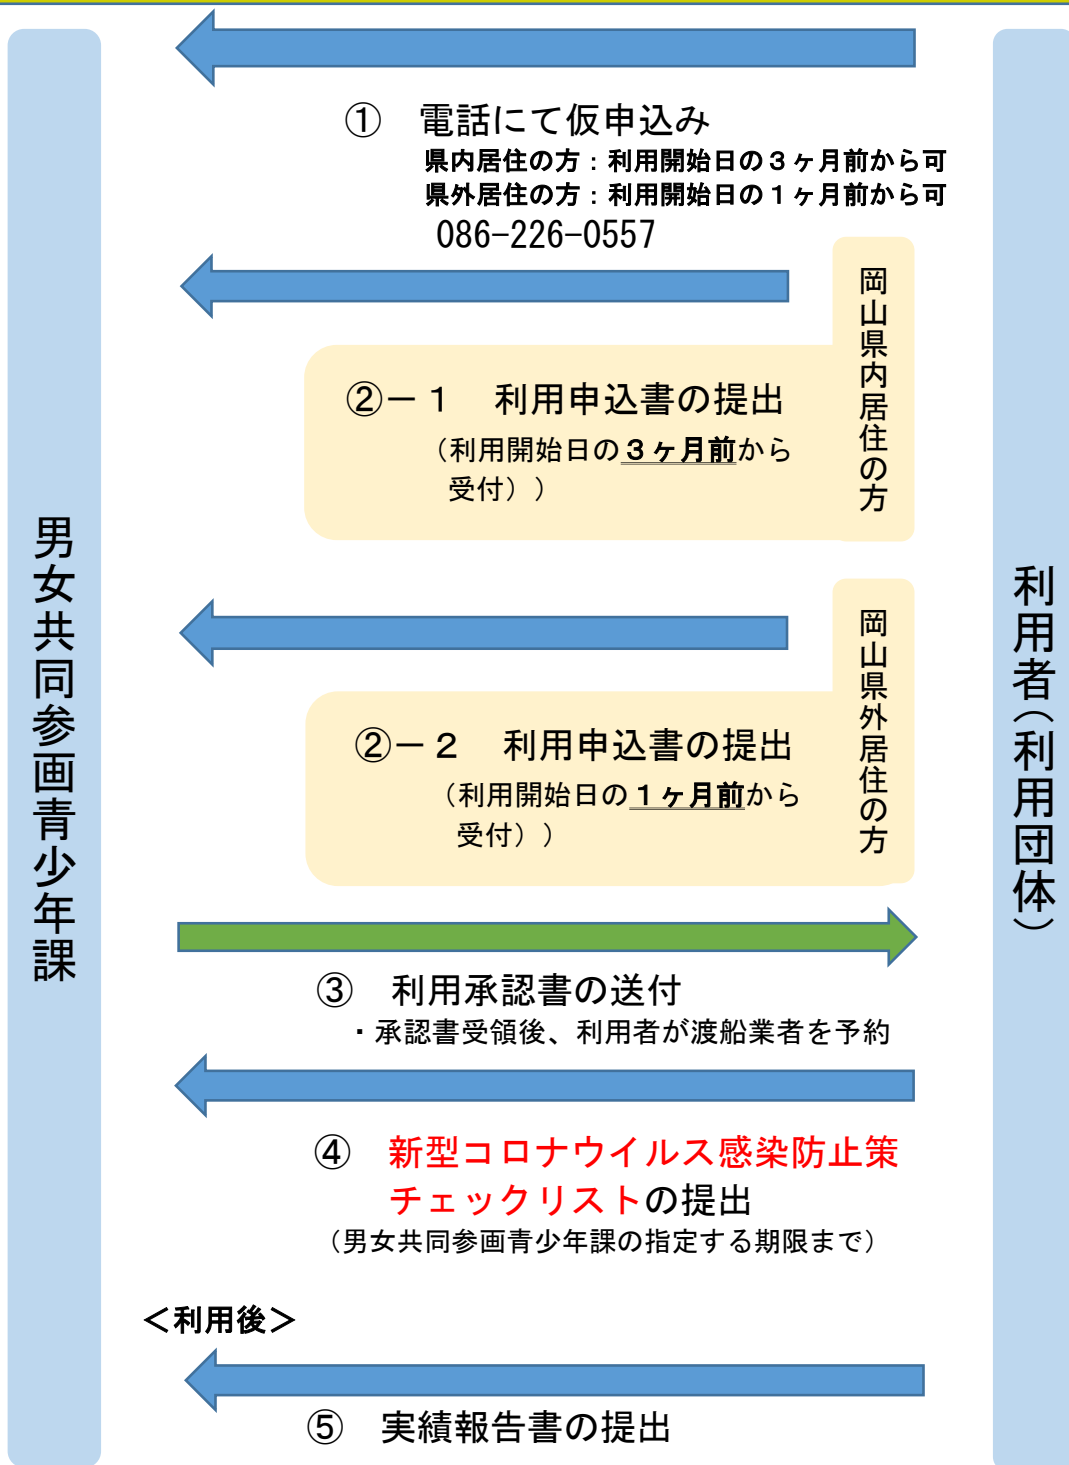 男女共同参画青少年課
利用者（利用団体）
①　電話にて仮申込み
県内居住の方：利用開始日の３ヶ月前から可
県外居住の方：利用開始日の１ヶ月前から可
086-226-0557
岡山県内居住の方
②－１　利用申込書の提出
（利用開始日の３ヶ月前から
受付））
岡山県外居住の方
②－２　利用申込書の提出
（利用開始日の１ヶ月前から
受付））
③　利用承認書の送付
・承認書受領後、利用者が渡船業者を予約
④　新型コロナウイルス感染防止策
チェックリストの提出
（男女共同参画青少年課の指定する期限まで）
＜利用後＞
⑤　実績報告書の提出